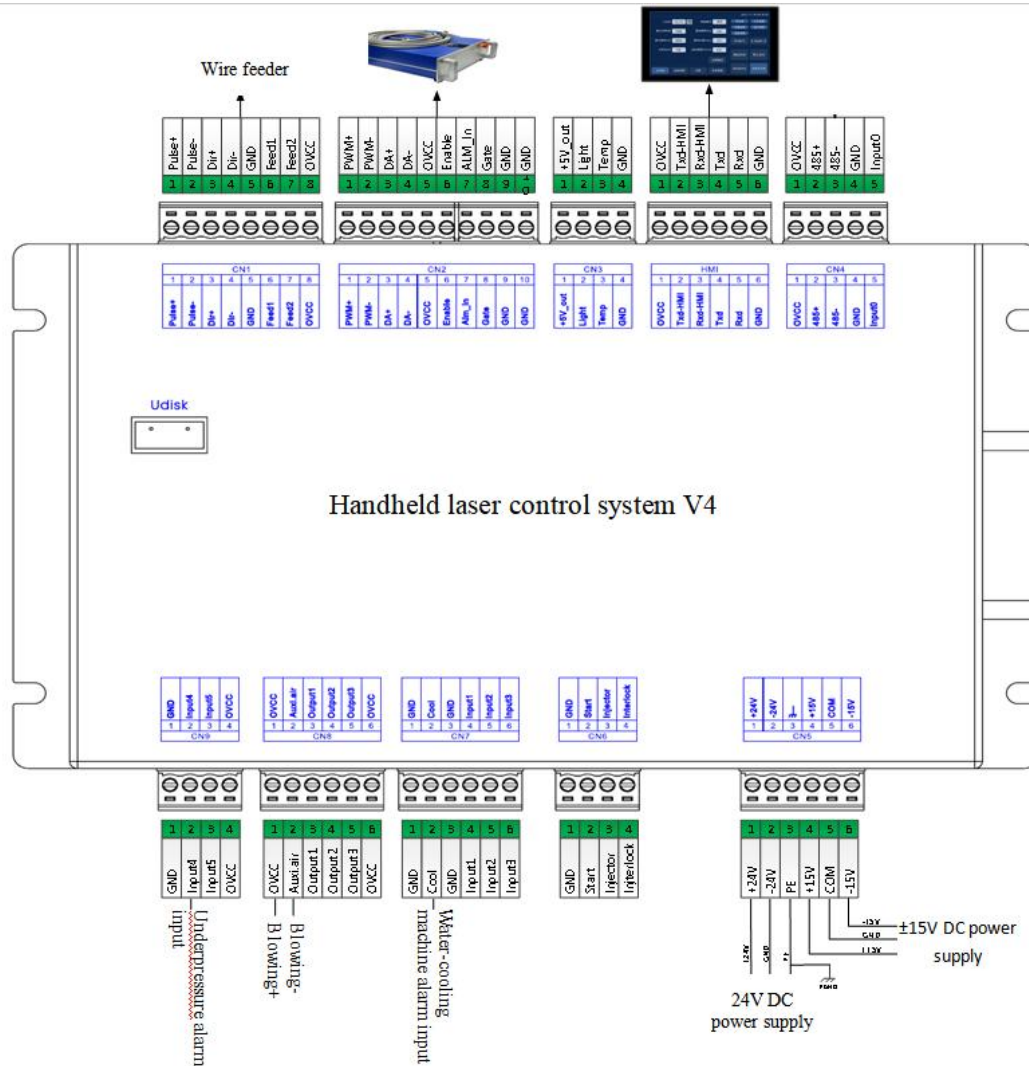 Wire feeder
Pulse+ Pulse- Dir+ Dir- GND Feed1 Feed2 OVCC
1 2 3 4 5 6 7 8
PWM+ PWM- DA+ DA- OVCC Enable ALM_In Gate GND GND
1 2 3 4 5 6 7 8 9 10
+5V_out Light Temp GND
1 2 3 4
OVCC Txd-HMI Rxd-HMI Txd Rxd GND
1 2 3 4 5 6
OVCC 485+ 485- GND Input0
1 2 3 4 5
CN1
1 2 3 4 5 6 7 8
Pulse+ Pulse- Dir+ Dir- GND Feed1 Feed2 OVCC
CN2
1 2 3 4 5 6 7 8 9 10
PWM+ PWM- DA+ DA- OVCC Enable Alm_In Gate GND GND
CN3
1 2 3 4
+5V_out Light Temp GND
HMI
1 2 3 4 5 6
OVCC Txd-HMI Rxd-HMI Txd Rxd GND
CN4
1 2 3 4 5
OVCC 485+ 485- GND Input0
Udisk
Handheld laser control system V4
GND Input4 Input5 OVCC
1 2 3 4
CN9
OVCC Auxi.air Output1 Output2 Output3 OVCC
1 2 3 4 5 6
CN8
GND Cool GND Input1 Input2 Input3
1 2 3 4 5 6
CN7
GND Start Injector Interlock
1 2 3 4
CN6
+24V -24V +15V COM -15V
1 2 3 4 5 6
CN5
1 2 3 4
GND Input4 Input5 OVCC
1 2 3 4 5 6
OVCC Auxi.air Output1 Output2 Output3 OVCC
1 2 3 4 5 6
GND Cool GND Input1 Input2 Input3
1 2 3 4
GND Start Injector Interlock
1 2 3 4 5 6
+24V -24V PE +15V COM -15V
Underpressure alarm
input
Blowing+
Blowing-
Water-cooling
machine alarm input
GND
PE
-15V
±15V DC power
supply
24V DC
power supply